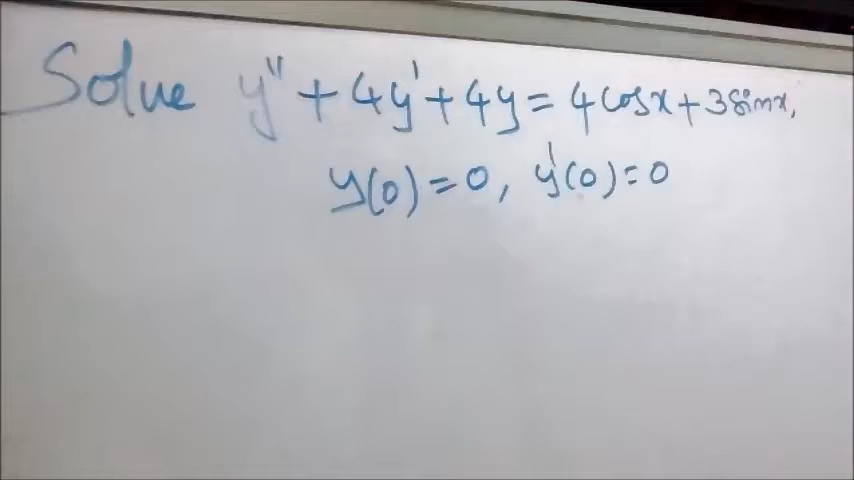 Solve y'' + 4y' + 4y = 4cosx + 3sinx,
y(0) = 0, y'(0) = 0